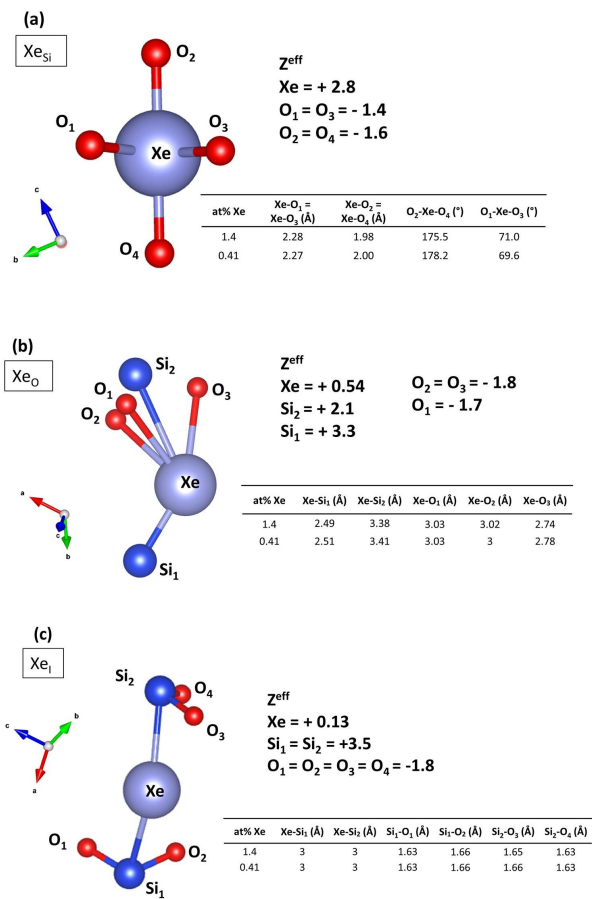 (a)
Xe_Si
O₂
O₁
O₃
Xe
O₄
c
b
Z^eff
Xe = + 2.8
O₁ = O₃ = - 1.4
O₂ = O₄ = - 1.6
at% Xe Xe-O₁ = Xe-O₃ (Å) Xe-O₂ = Xe-O₄ (Å) O₂-Xe-O₄ (°) O₁-Xe-O₃ (°)
1.4 2.28 1.98 175.5 71.0
0.41 2.27 2.00 178.2 69.6
(b)
Xe_O
Si₂
O₁
O₂
O₃
Xe
Si₁
a
c
b
Z^eff
Xe = + 0.54
Si₂ = + 2.1
Si₁ = + 3.3
O₂ = O₃ = - 1.8
O₁ = - 1.7
at% Xe Xe-Si₁ (Å) Xe-Si₂ (Å) Xe-O₁ (Å) Xe-O₂ (Å) Xe-O₃ (Å)
1.4 2.49 3.38 3.03 3.02 2.74
0.41 2.51 3.41 3.03 3 2.78
(c)
Xe_I
Si₂
O₄
O₃
Xe
O₁
O₂
Si₁
c
b
a
Z^eff
Xe = + 0.13
Si₁ = Si₂ = +3.5
O₁ = O₂ = O₃ = O₄ = -1.8
at% Xe Xe-Si₁ (Å) Xe-Si₂ (Å) Si₁-O₁ (Å) Si₁-O₂ (Å) Si₂-O₃ (Å) Si₂-O₄ (Å)
1.4 3 3 1.63 1.66 1.65 1.63
0.41 3 3 1.63 1.66 1.66 1.63